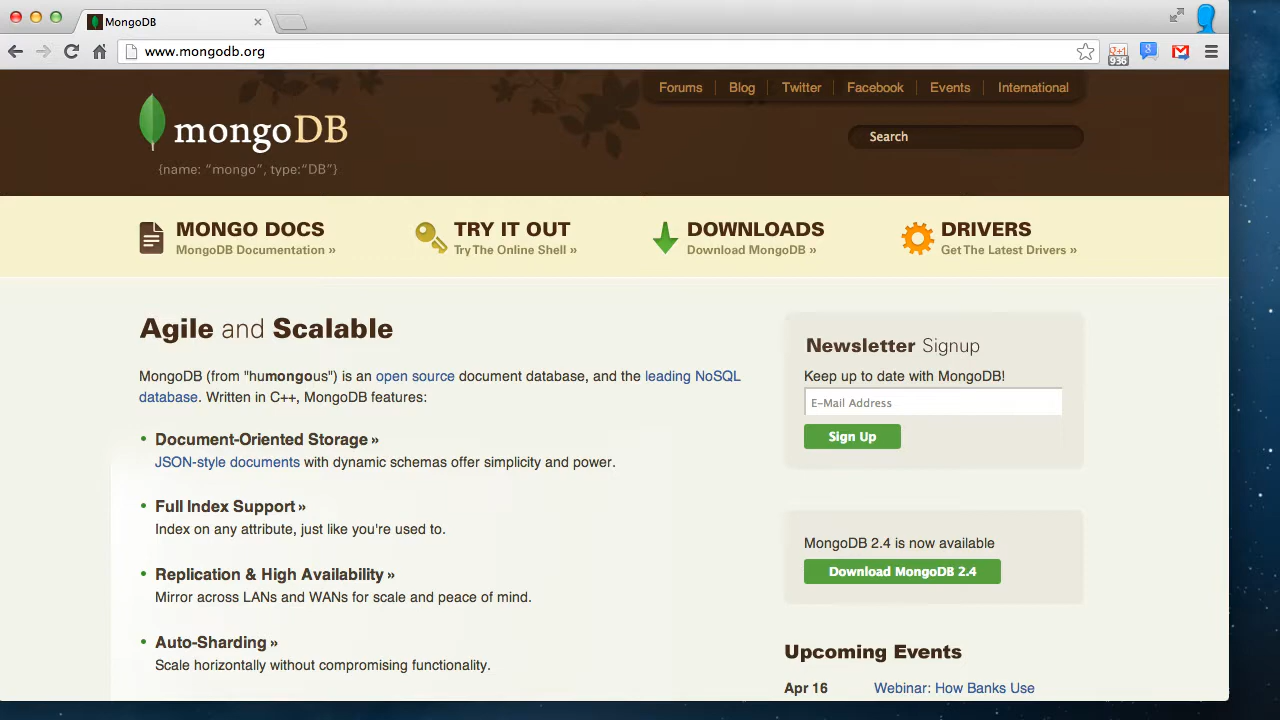 MongoDB
www.mongodb.org
g+1
936
Forums Blog Twitter Facebook Events International
mongoDB
Search
{name: “mongo”, type:“DB”}
MONGO DOCS
MongoDB Documentation »
TRY IT OUT
Try The Online Shell »
DOWNLOADS
Download MongoDB »
DRIVERS
Get The Latest Drivers »
Agile and Scalable
MongoDB (from "humongous") is an open source document database, and the leading NoSQL
database. Written in C++, MongoDB features:
Document-Oriented Storage »
JSON-style documents with dynamic schemas offer simplicity and power.
Full Index Support »
Index on any attribute, just like you're used to.
Replication & High Availability »
Mirror across LANs and WANs for scale and peace of mind.
Auto-Sharding »
Scale horizontally without compromising functionality.
Newsletter Signup
Keep up to date with MongoDB!
E-Mail Address
Sign Up
MongoDB 2.4 is now available
Download MongoDB 2.4
Upcoming Events
Apr 16 Webinar: How Banks Use